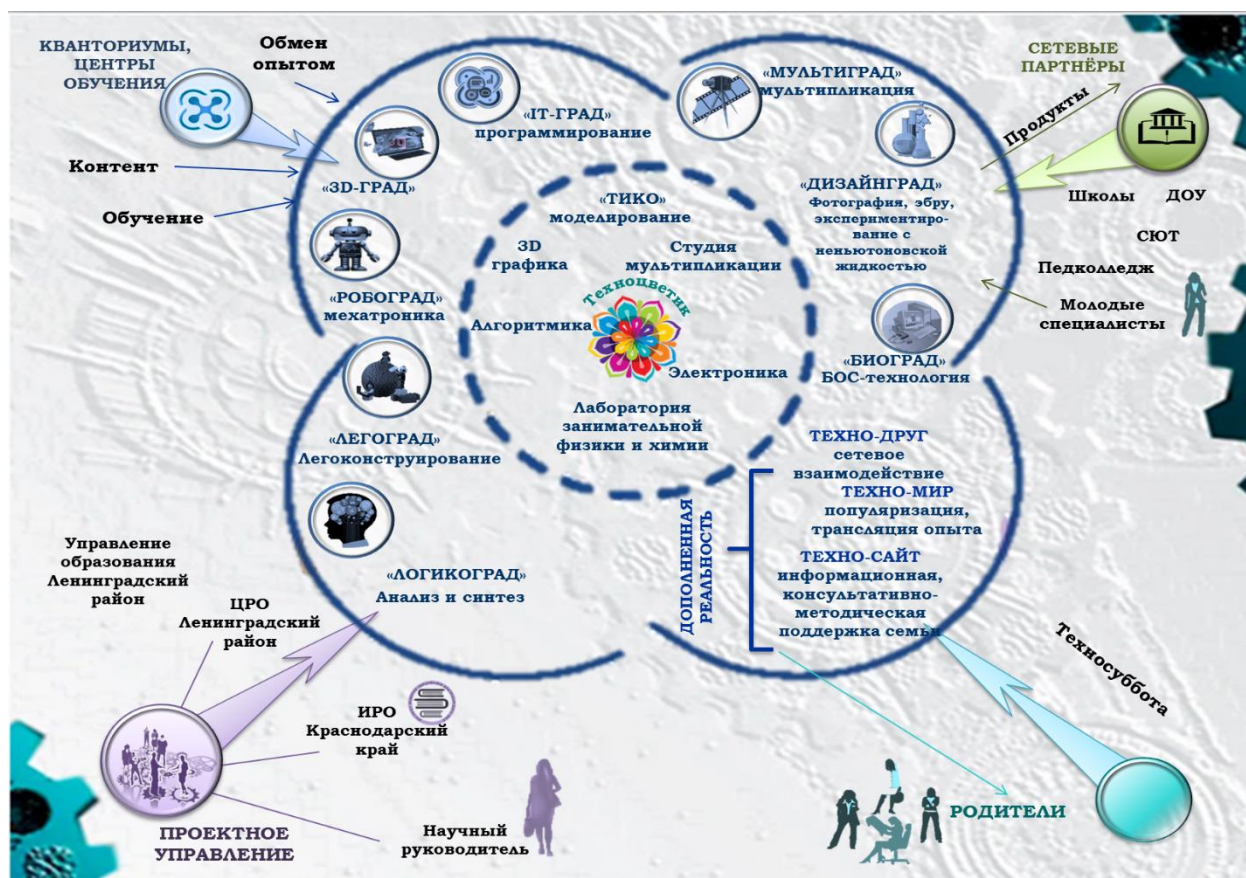 КВАНТОРИУМЫ,
ЦЕНТРЫ
ОБУЧЕНИЯ
Обмен
опытом
Контент
Обучение
«IT-ГРАД»
программирование
«3D-ГРАД»
«РОБОГРАД»
мехатроника
«МУЛЬТИГРАД»
мультипликация
«ДИЗАЙНГРАД»
Фотография, эбру,
экспериментиро-
вание с
неньютоновской
жидкостью
«БИОГРАД»
БОС-технология
СЕТЕВЫЕ
ПАРТНЁРЫ
Продукты
Школы
ДОУ
СЮТ
Педколледж
Молодые
специалисты
«ТИКО»
моделирование
3D
графика
Студия
мультипликации
Техноцветик
Алгоритмика
Электроника
Лаборатория
занимательной
физики и химии
«ЛЕГОГРАД»
Легоконструирование
«ЛОГИКОГРАД»
Анализ и синтез
ДОПОЛНЕННАЯ
РЕАЛЬНОСТЬ
ТЕХНО-ДРУГ
сетевое
взаимодействие
ТЕХНО-МИР
популяризация,
трансляция опыта
ТЕХНО-САЙТ
информационная,
консультативно-
методическая
поддержка семьи
Управление
образования
Ленинградский
район
ЦРО
Ленинградский
район
ИРО
Краснодарский
край
Научный
руководитель
ПРОЕКТНОЕ
УПРАВЛЕНИЕ
Техносуббота
РОДИТЕЛИ